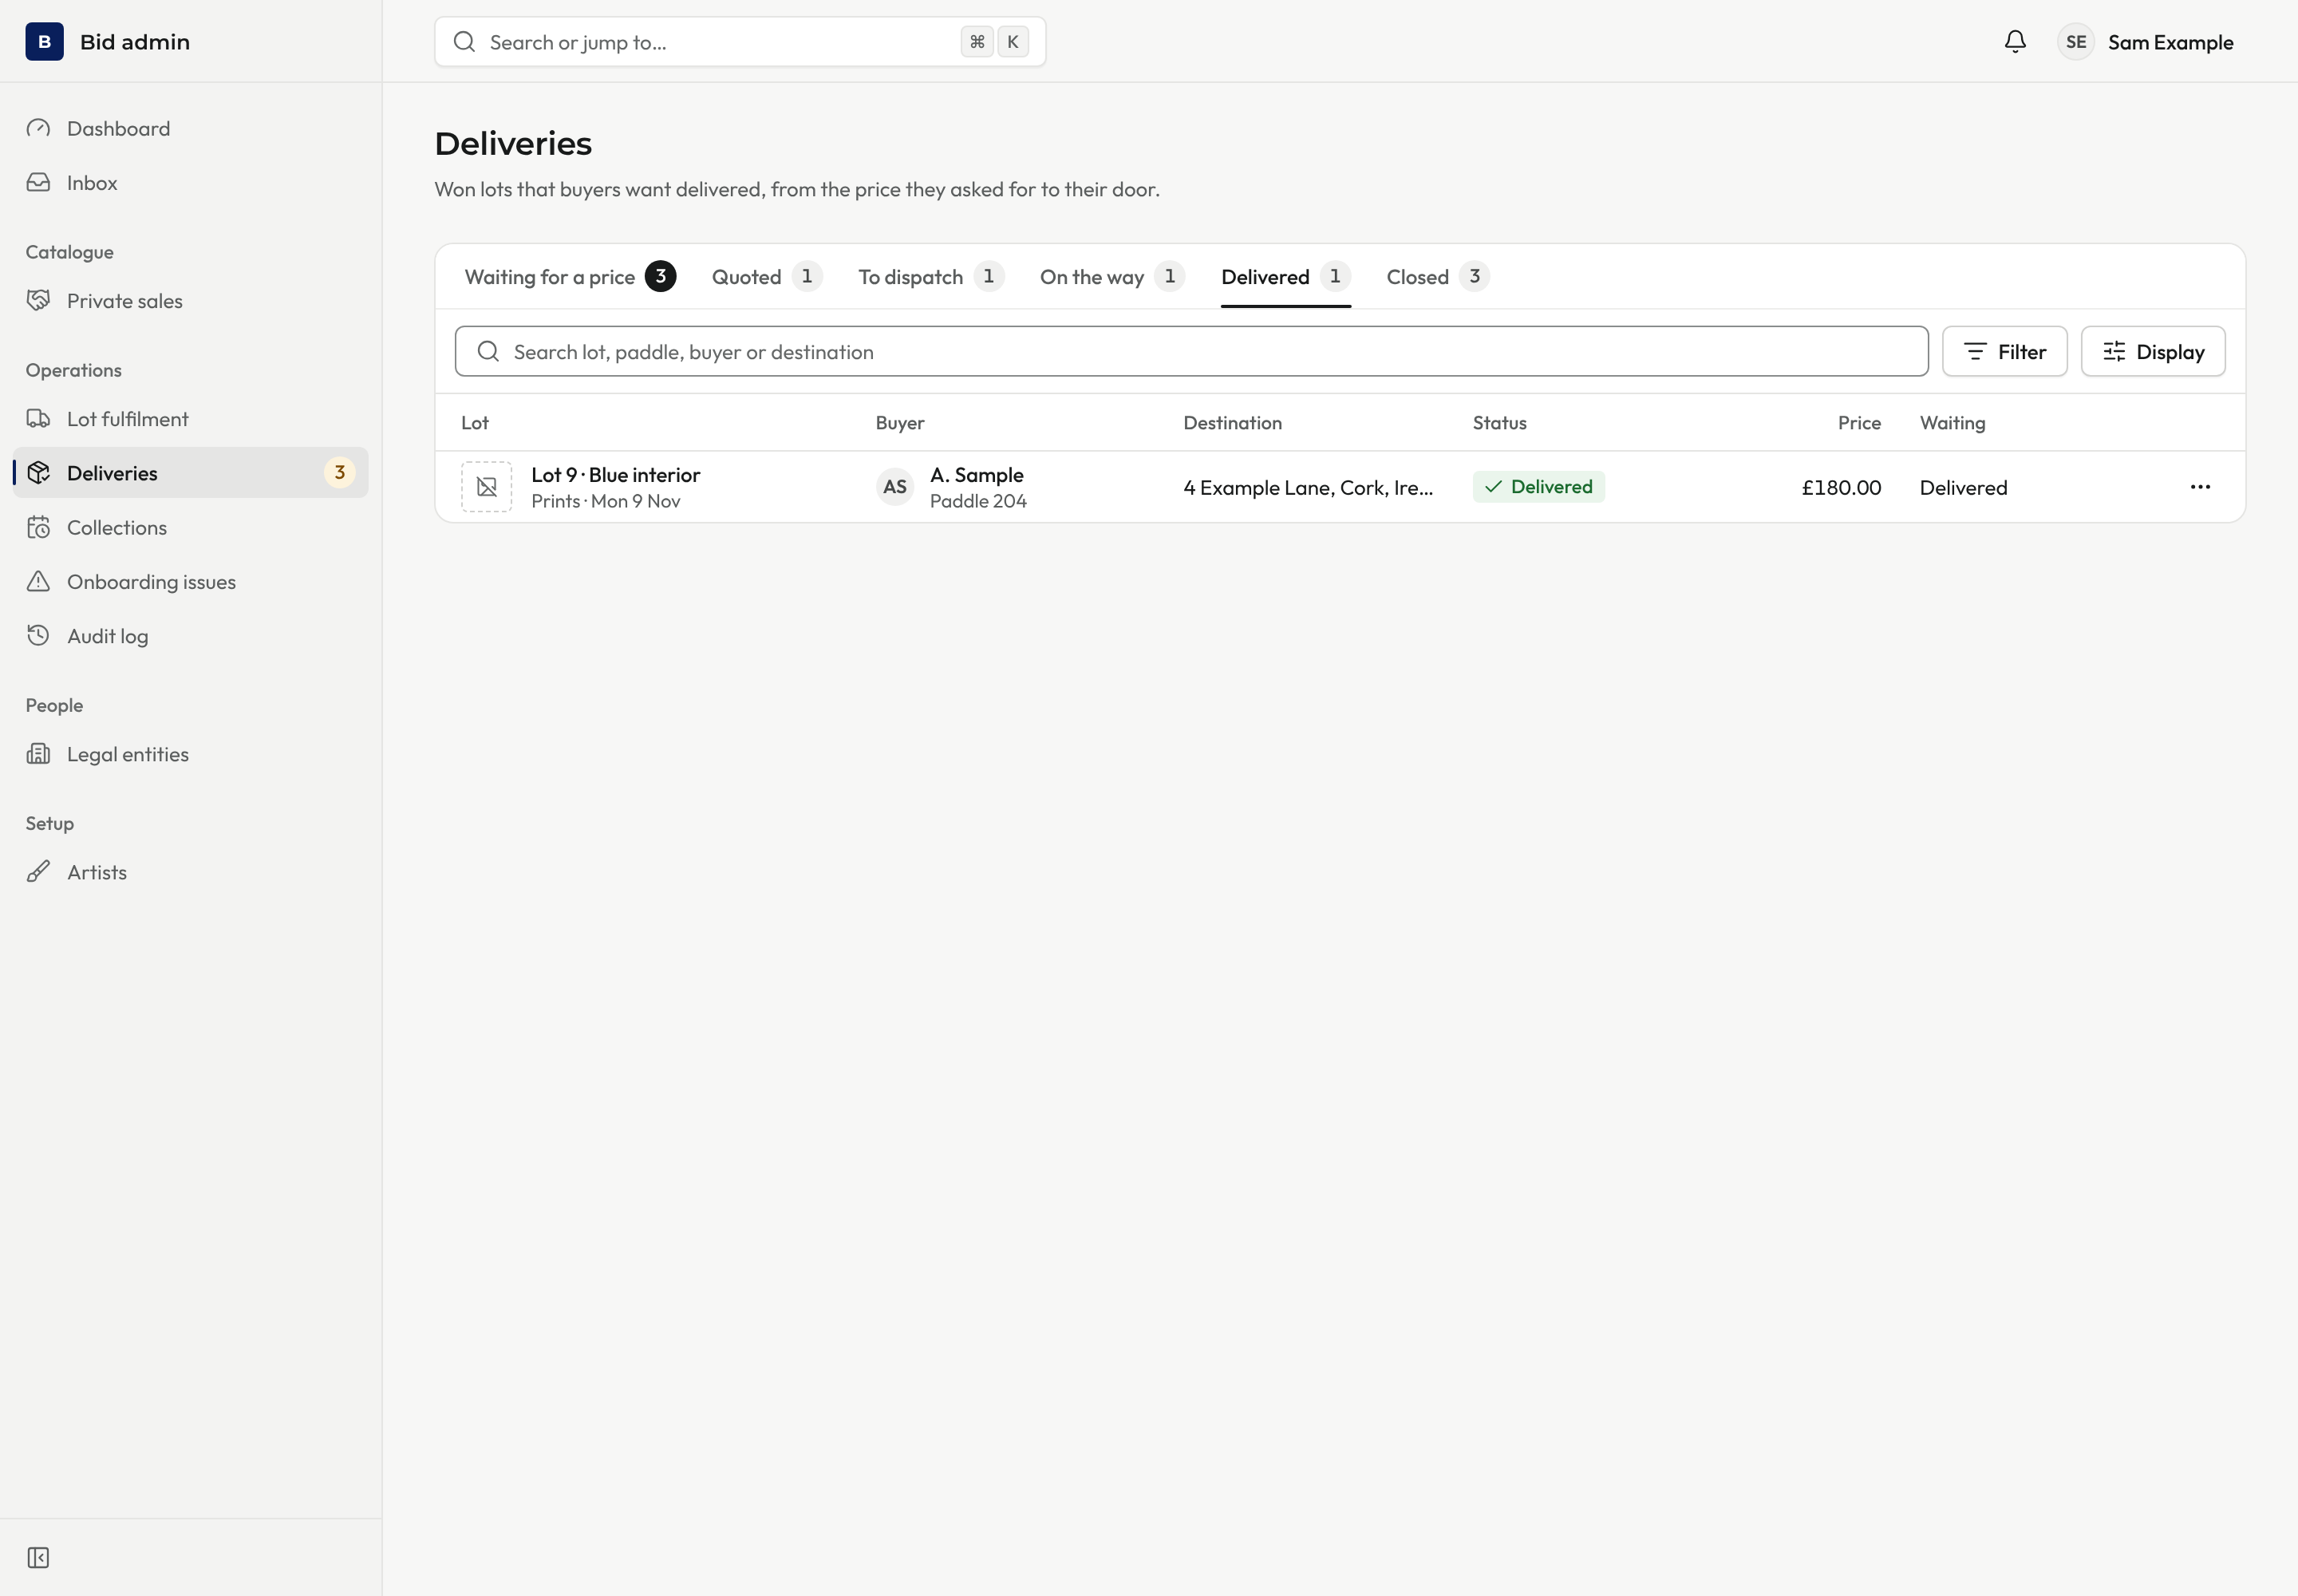 B Bid admin
Search or jump to...
⌘ K
SE Sam Example
Dashboard
Inbox
Catalogue
Private sales
Operations
Lot fulfilment
Deliveries 3
Collections
Onboarding issues
Audit log
People
Legal entities
Setup
Artists
Deliveries
Won lots that buyers want delivered, from the price they asked for to their door.
Waiting for a price 3 Quoted 1 To dispatch 1 On the way 1 Delivered 1 Closed 3
Search lot, paddle, buyer or destination
Filter Display
Lot Buyer Destination Status Price Waiting
Lot 9 · Blue interior
Prints · Mon 9 Nov
AS
A. Sample
Paddle 204
4 Example Lane, Cork, Ire...
Delivered
£180.00
Delivered